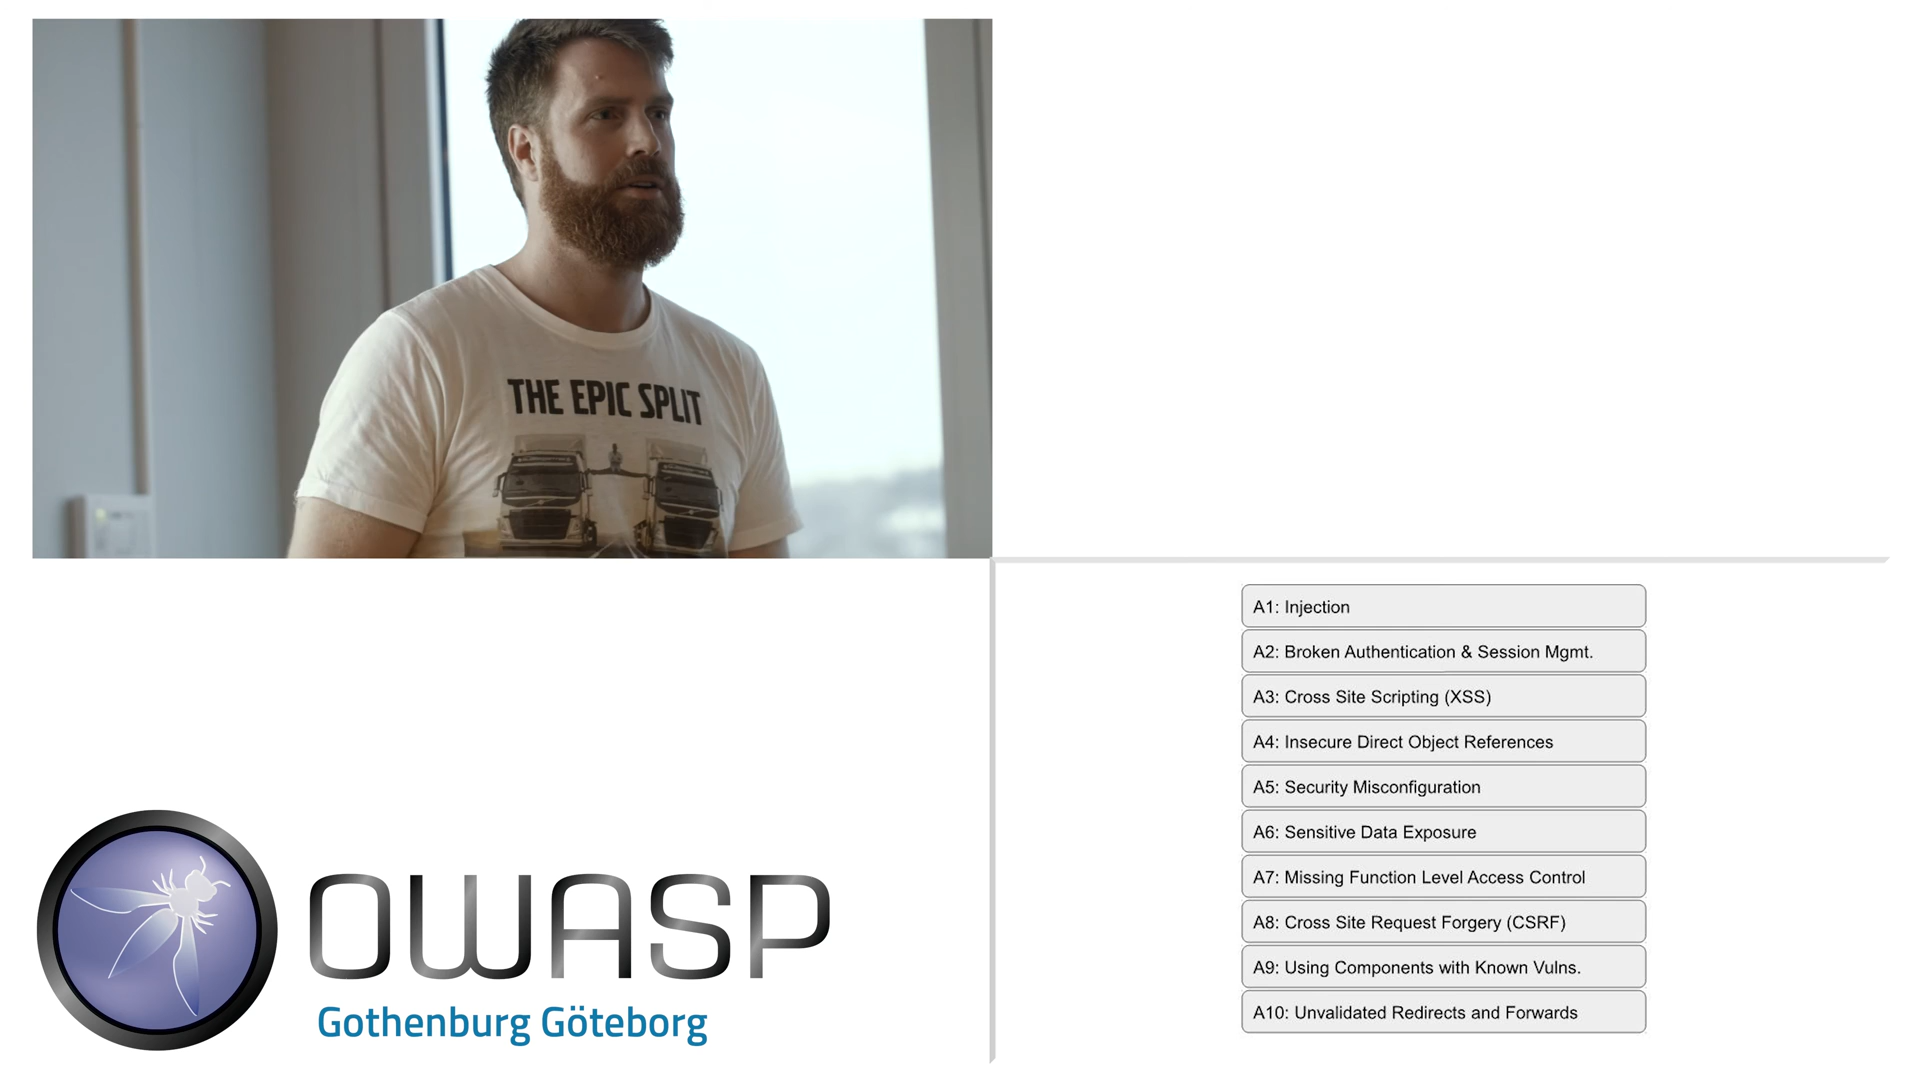 THE EPIC SPLIT
OWASP
Gothenburg Göteborg
A1: Injection
A2: Broken Authentication & Session Mgmt.
A3: Cross Site Scripting (XSS)
A4: Insecure Direct Object References
A5: Security Misconfiguration
A6: Sensitive Data Exposure
A7: Missing Function Level Access Control
A8: Cross Site Request Forgery (CSRF)
A9: Using Components with Known Vulns.
A10: Unvalidated Redirects and Forwards